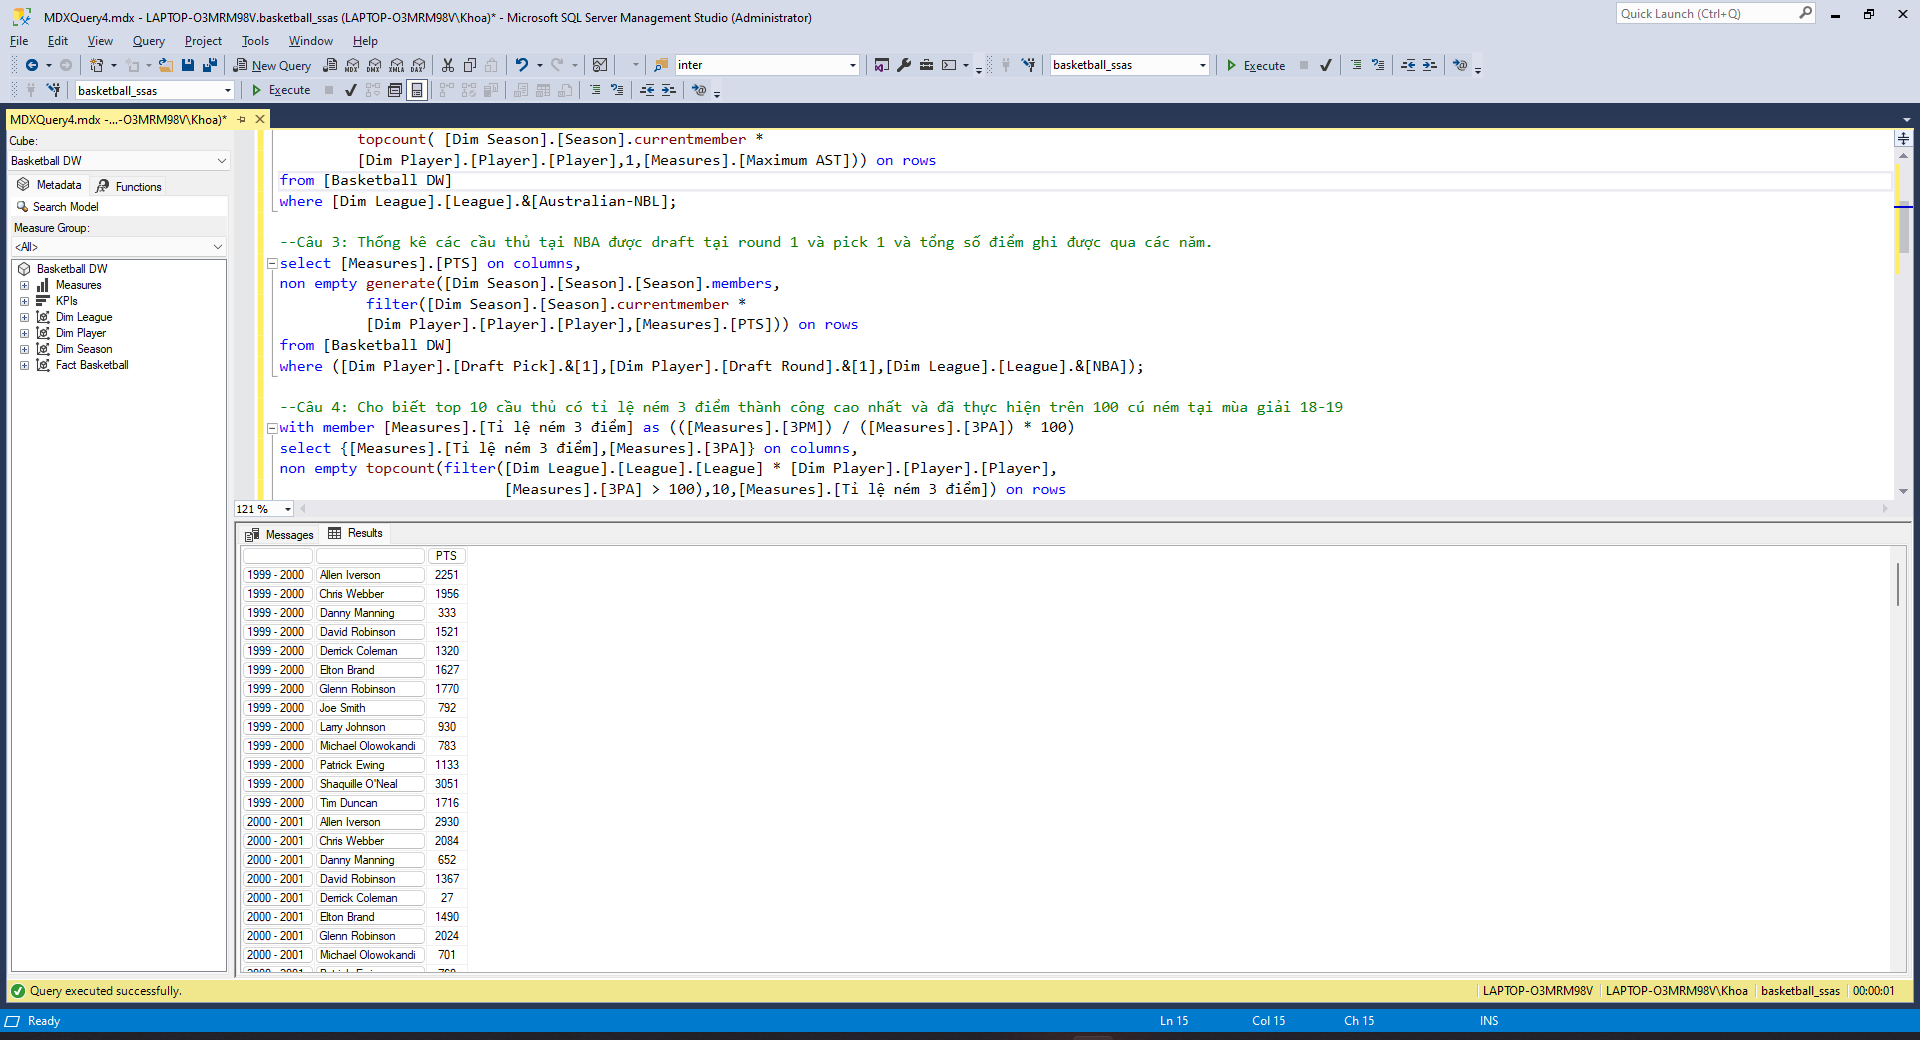 MDXQuery4.mdx - LAPTOP-O3MRM98V.basketball_ssas (LAPTOP-O3MRM98V\Khoa)* - Microsoft SQL Server Management Studio (Administrator)
Quick Launch (Ctrl+Q)
File Edit View Query Project Tools Window Help
New Query MDX DMX XMLA DAX inter basketball_ssas Execute
basketball_ssas Execute
MDXQuery4.mdx -...-O3MRM98V\Khoa)*
Cube:
Basketball DW
Metadata Functions
Search Model
Measure Group:
<All>
Basketball DW
Measures
KPIs
Dim League
Dim Player
Dim Season
Fact Basketball
topcount( [Dim Season].[Season].currentmember *
[Dim Player].[Player].[Player],1,[Measures].[Maximum AST])) on rows
from [Basketball DW]
where [Dim League].[League].&[Australian-NBL];
--Câu 3: Thống kê các cầu thủ tại NBA được draft tại round 1 và pick 1 và tổng số điểm ghi được qua các năm.
select [Measures].[PTS] on columns,
non empty generate([Dim Season].[Season].[Season].members,
filter([Dim Season].[Season].currentmember *
[Dim Player].[Player].[Player],[Measures].[PTS])) on rows
from [Basketball DW]
where ([Dim Player].[Draft Pick].&[1],[Dim Player].[Draft Round].&[1],[Dim League].[League].&[NBA]);
--Câu 4: Cho biết top 10 cầu thủ có tỉ lệ ném 3 điểm thành công cao nhất và đã thực hiện trên 100 cú ném tại mùa giải 18-19
with member [Measures].[Tỉ lệ ném 3 điểm] as (([Measures].[3PM]) / ([Measures].[3PA]) * 100)
select {[Measures].[Tỉ lệ ném 3 điểm],[Measures].[3PA]} on columns,
non empty topcount(filter([Dim League].[League].[League] * [Dim Player].[Player].[Player],
[Measures].[3PA] > 100),10,[Measures].[Tỉ lệ ném 3 điểm]) on rows
121 %
Messages Results
PTS
1999 - 2000 Allen Iverson 2251
1999 - 2000 Chris Webber 1956
1999 - 2000 Danny Manning 333
1999 - 2000 David Robinson 1521
1999 - 2000 Derrick Coleman 1320
1999 - 2000 Elton Brand 1627
1999 - 2000 Glenn Robinson 1770
1999 - 2000 Joe Smith 792
1999 - 2000 Larry Johnson 930
1999 - 2000 Michael Olowokandi 783
1999 - 2000 Patrick Ewing 1133
1999 - 2000 Shaquille O'Neal 3051
1999 - 2000 Tim Duncan 1716
2000 - 2001 Allen Iverson 2930
2000 - 2001 Chris Webber 2084
2000 - 2001 Danny Manning 652
2000 - 2001 David Robinson 1367
2000 - 2001 Derrick Coleman 27
2000 - 2001 Elton Brand 1490
2000 - 2001 Glenn Robinson 2024
2000 - 2001 Michael Olowokandi 701
Query executed successfully.
LAPTOP-O3MRM98V LAPTOP-O3MRM98V\Khoa basketball_ssas 00:00:01
Ready Ln 15 Col 15 Ch 15 INS